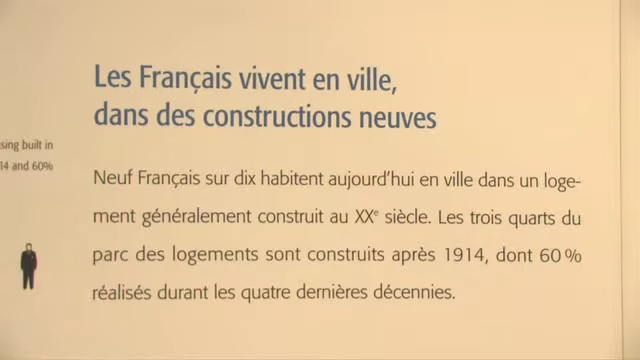 Les Français vivent en ville,
dans des constructions neuves
sing built in
14 and 60%
Neuf Français sur dix habitent aujourd'hui en ville dans un loge-
ment généralement construit au XXe siècle. Les trois quarts du
parc des logements sont construits après 1914, dont 60 %
réalisés durant les quatre dernières décennies.